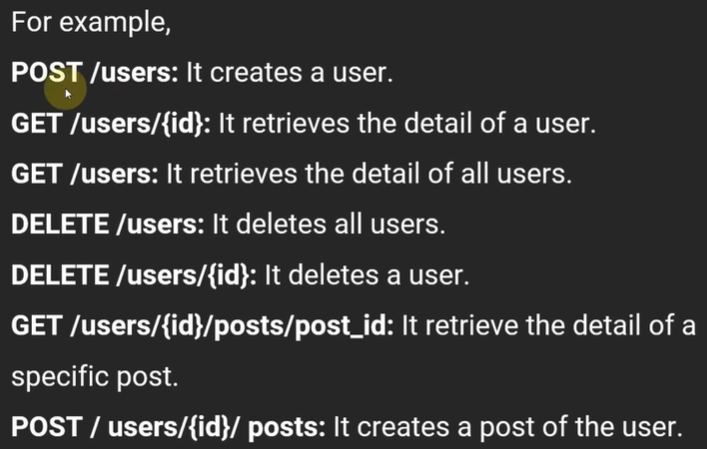 For example,
POST /users: It creates a user.
GET /users/{id}: It retrieves the detail of a user.
GET /users: It retrieves the detail of all users.
DELETE /users: It deletes all users.
DELETE /users/{id}: It deletes a user.
GET /users/{id}/posts/post_id: It retrieve the detail of a
specific post.
POST / users/{id}/ posts: It creates a post of the user.